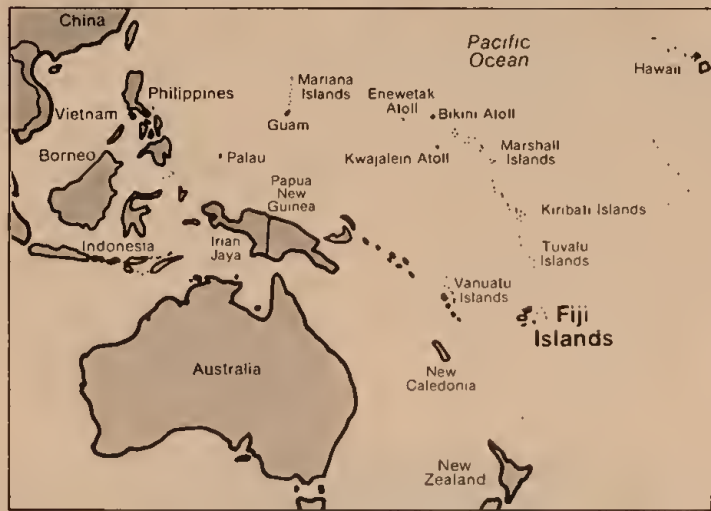 China
Pacific
Ocean
Hawaii
Mariana
Islands
Enewetak
Atoll
Bikini Atoll
Philippines
Vietnam
Guam
Marshall
Islands
Borneo
Palau
Kwajalein Atoll
Papua
New
Guinea
Kiribati Islands
Indonesia
Irian
Jaya
Tuvalu
Islands
Vanuatu
Islands
Fiji
Islands
Australia
New
Caledonia
New
Zealand